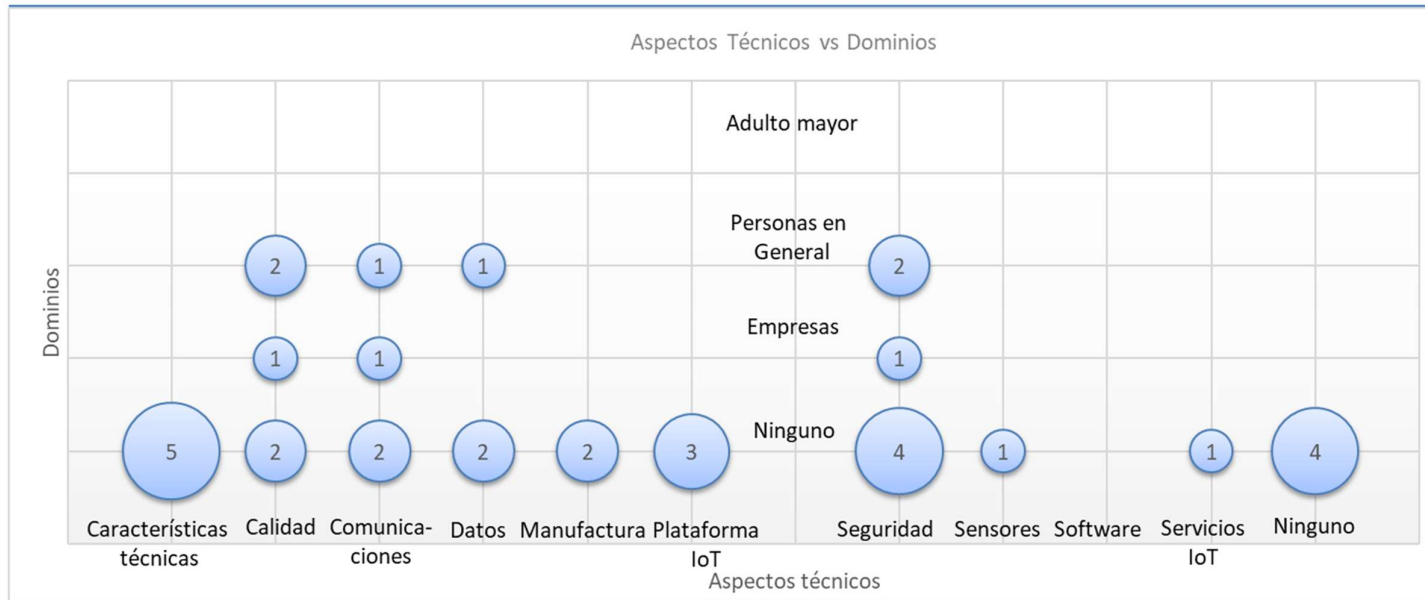 Aspectos Técnicos vs Dominios
Adulto mayor
Personas en
General
2 1 1 2
Empresas
1 1 1
Dominios
Ninguno
5 2 2 2 2 3 4 1 1 4
Características Calidad Comunica- Datos Manufactura Plataforma Seguridad Sensores Software Servicios Ninguno
técnicas ciones IoT IoT
Aspectos técnicos